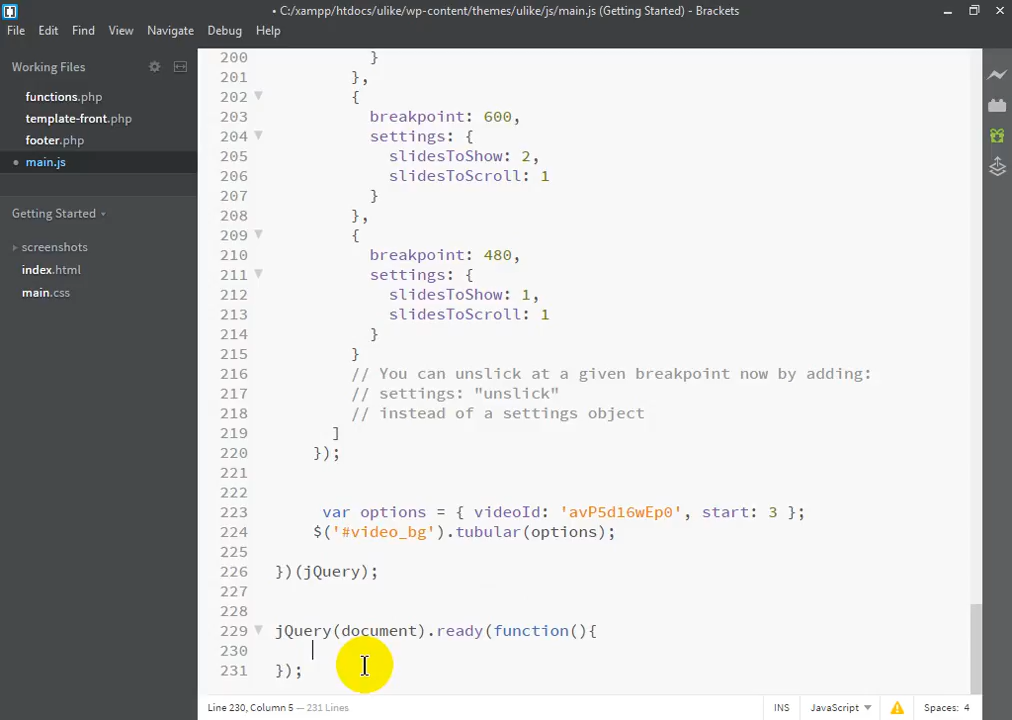 • C:/xampp/htdocs/ulike/wp-content/themes/ulike/js/main.js (Getting Started) - Brackets
File Edit Find View Navigate Debug Help
Working Files
functions.php
template-front.php
footer.php
main.js
Getting Started
screenshots
index.html
main.css
200 }
201 },
202 {
203 breakpoint: 600,
204 settings: {
205 slidesToShow: 2,
206 slidesToScroll: 1
207 }
208 },
209 {
210 breakpoint: 480,
211 settings: {
212 slidesToShow: 1,
213 slidesToScroll: 1
214 }
215 }
216 // You can unslick at a given breakpoint now by adding:
217 // settings: "unslick"
218 // instead of a settings object
219 ]
220 });
221
222
223 var options = { videoId: 'avP5d16wEp0', start: 3 };
224 $('#video_bg').tubular(options);
225
226 })(jQuery);
227
228
229 jQuery(document).ready(function(){
230
231 });
Line 230, Column 5 — 231 Lines
INS JavaScript Spaces: 4